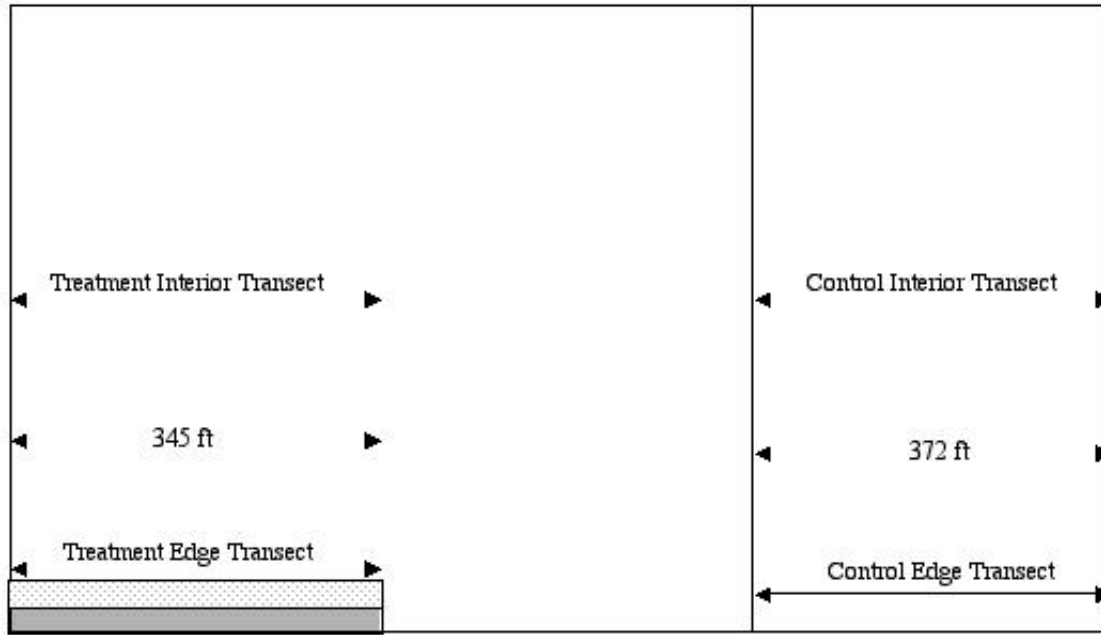 Treatment Interior Transect
Control Interior Transect
345 ft
372 ft
Treatment Edge Transect
Control Edge Transect